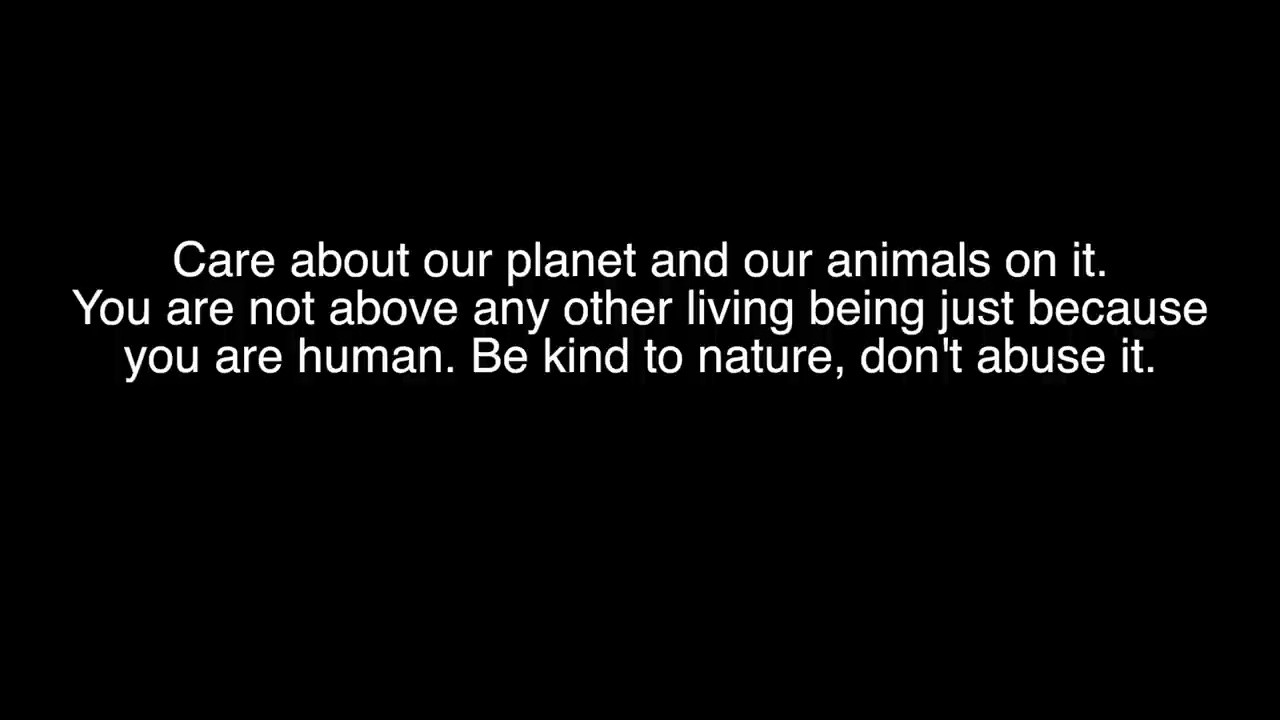 Care about our planet and our animals on it.
You are not above any other living being just because
you are human. Be kind to nature, don't abuse it.